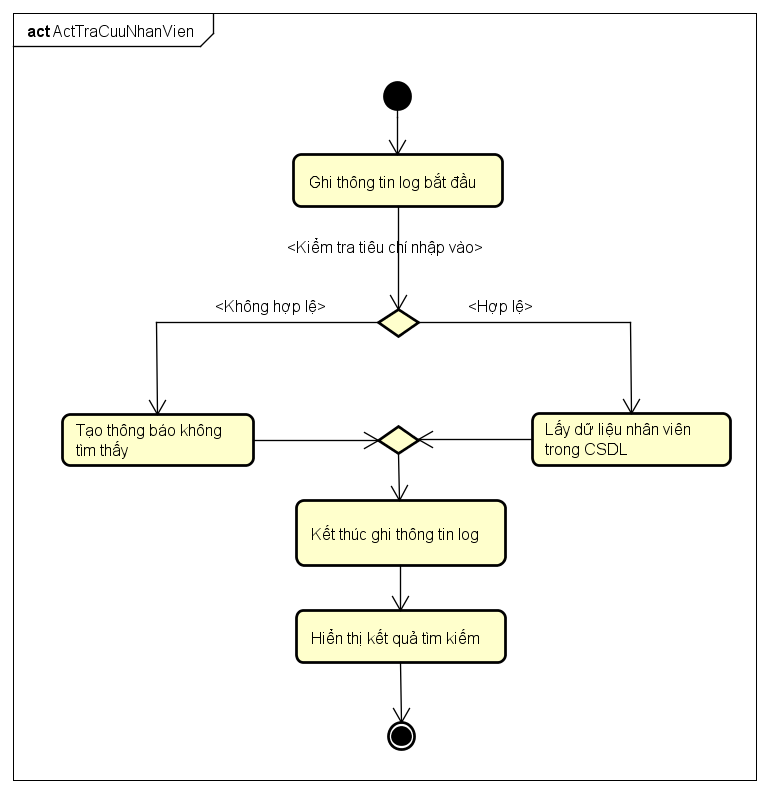 act ActTraCuuNhanVien
Ghi thông tin log bắt đầu
<Kiểm tra tiêu chí nhập vào>
<Không hợp lệ>
<Hợp lệ>
Tạo thông báo không
tìm thấy
Lấy dữ liệu nhân viên
trong CSDL
Kết thúc ghi thông tin log
Hiển thị kết quả tìm kiếm